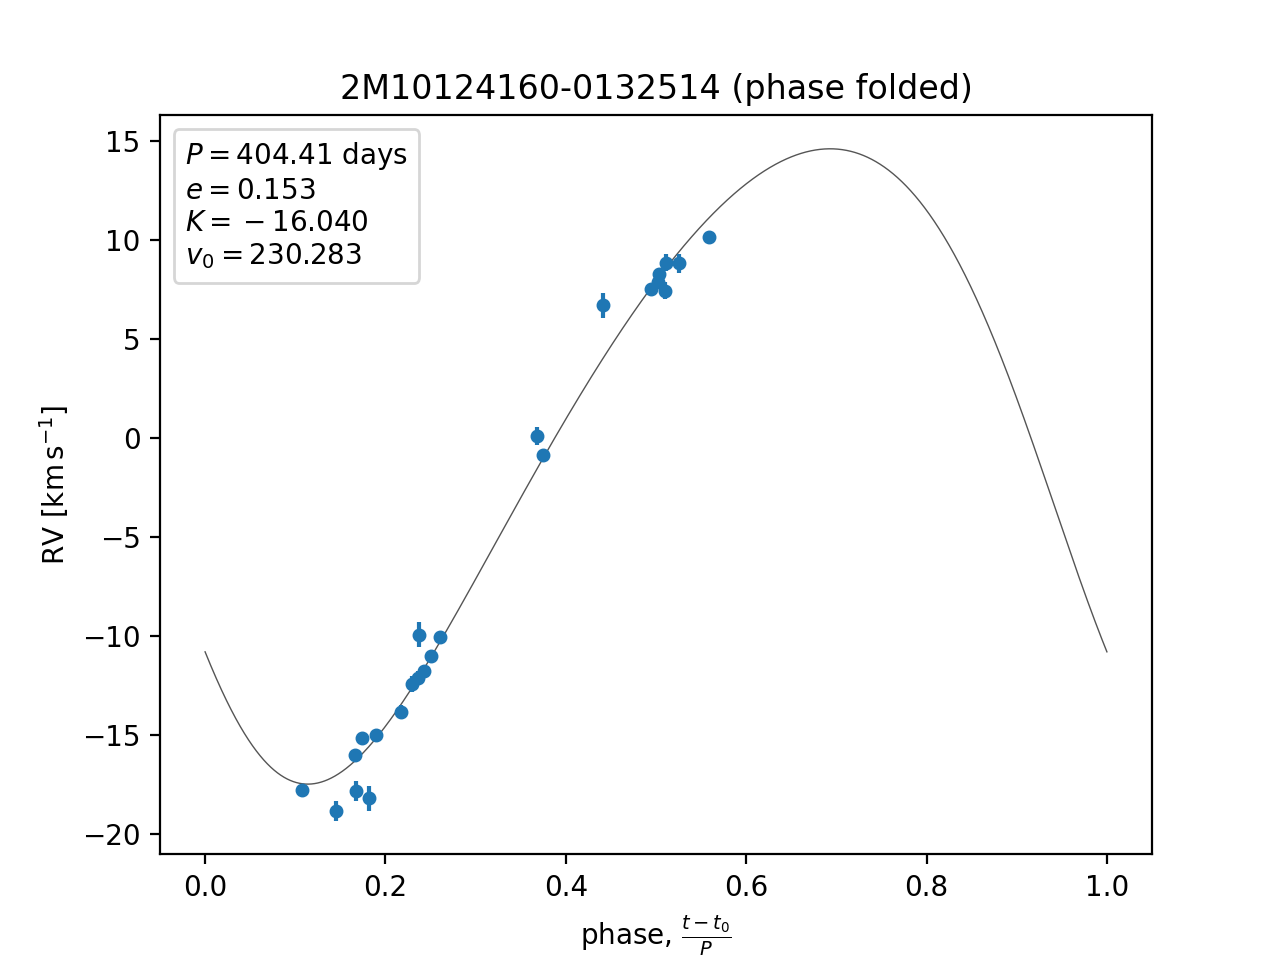 2M10124160-0132514 (phase folded)
P = 404.41 days
e = 0.153
K = −16.040
v₀ = 230.283
15
10
5
0
−5
−10
−15
−20
RV [km s⁻¹]
0.0 0.2 0.4 0.6 0.8 1.0
phase, (t − t₀)/P